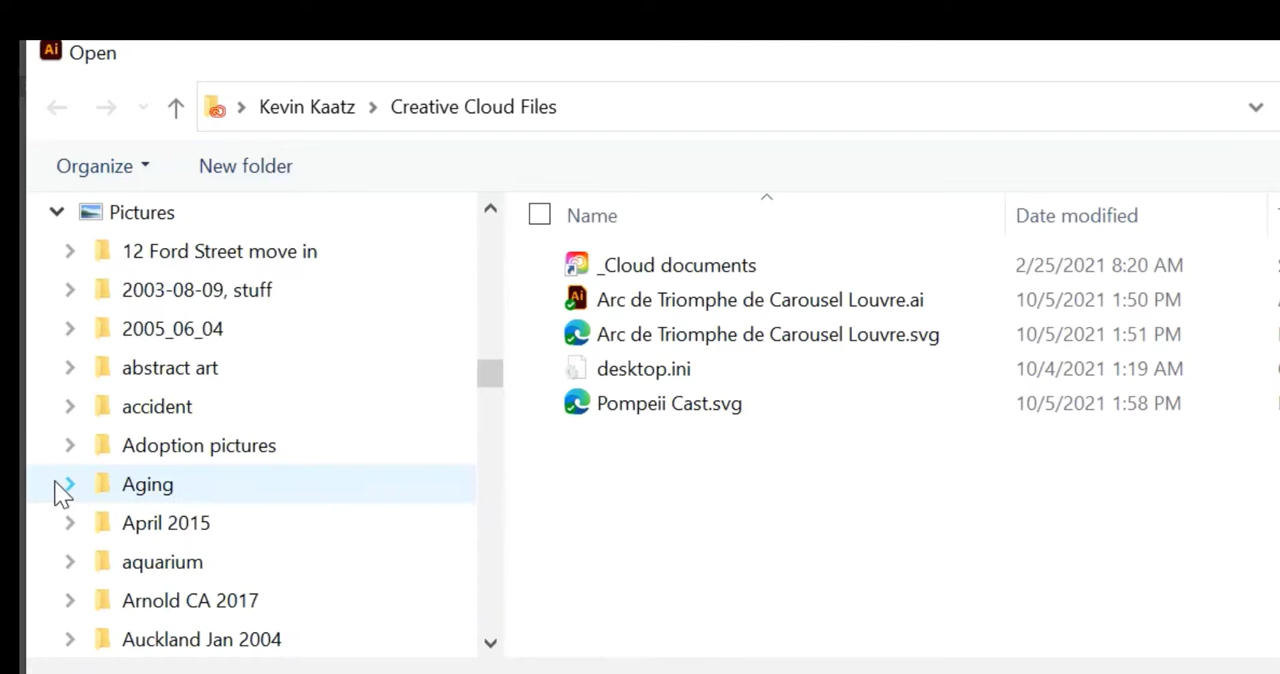 Ai Open
Kevin Kaatz Creative Cloud Files
Organize New folder
Pictures
12 Ford Street move in
2003-08-09, stuff
2005_06_04
abstract art
accident
Adoption pictures
Aging
April 2015
aquarium
Arnold CA 2017
Auckland Jan 2004
Name Date modified
_Cloud documents 2/25/2021 8:20 AM
Arc de Triomphe de Carousel Louvre.ai 10/5/2021 1:50 PM
Arc de Triomphe de Carousel Louvre.svg 10/5/2021 1:51 PM
desktop.ini 10/4/2021 1:19 AM
Pompeii Cast.svg 10/5/2021 1:58 PM